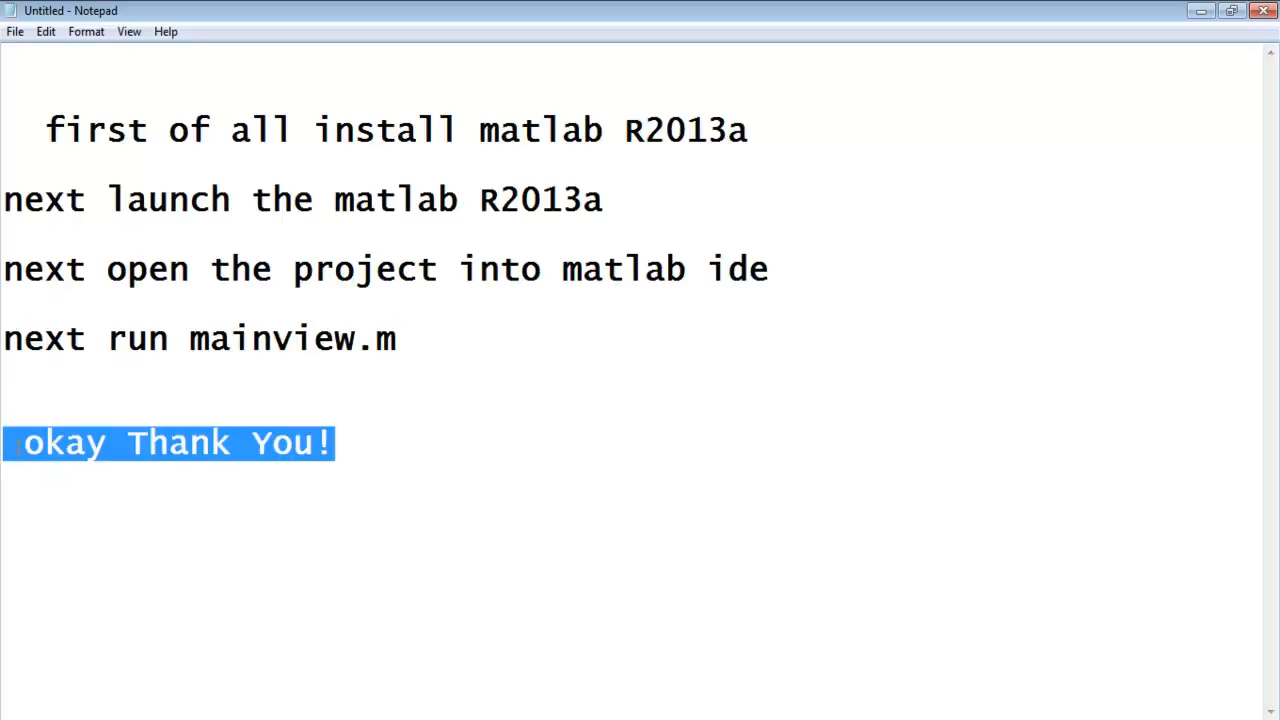 Untitled - Notepad
File Edit Format View Help
first of all install matlab R2013a
next launch the matlab R2013a
next open the project into matlab ide
next run mainview.m
okay Thank You!